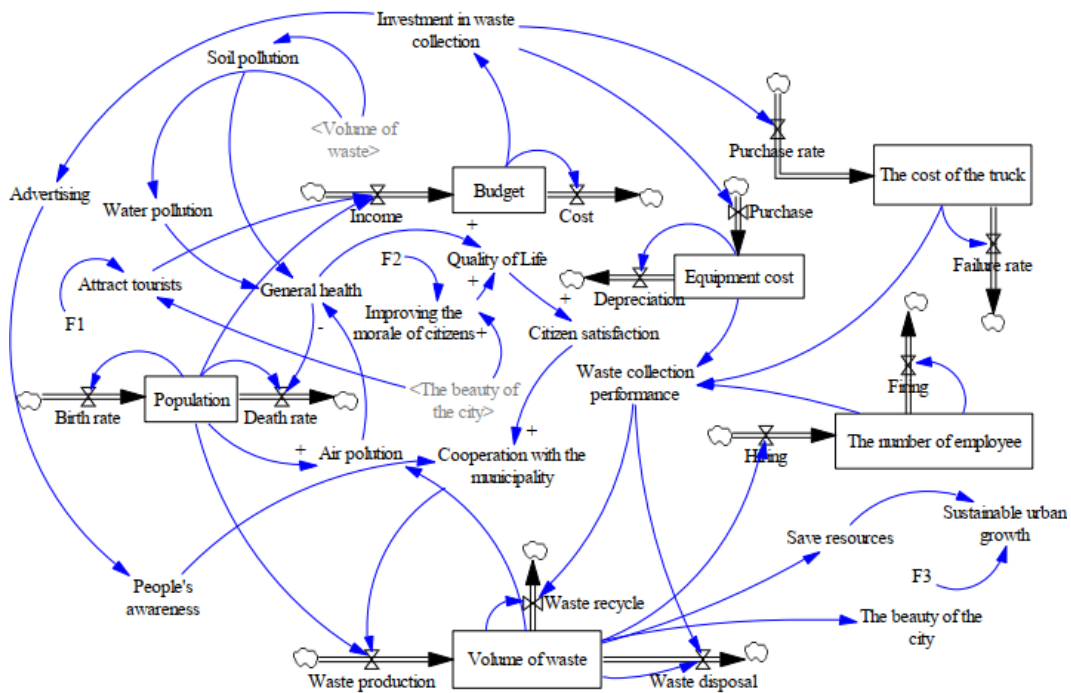 Investment in waste
collection
Soil pollution
<Volume of
waste>
Purchase rate
The cost of the truck
Advertising
Water pollution
Income
Budget
Cost
Purchase
+
F2
Quality of Life
Equipment cost
Failure rate
Attract tourists
General health
+
Depreciation
F1
-
Improving the
morale of citizens+
+
Citizen satisfaction
<The beauty of
the city>
Waste collection
performance
Firing
Birth rate
Population
Death rate
+
Air polution
+
Cooperation with the
municipality
Hiring
The number of employee
Save resources
Sustainable urban
growth
F3
People's
awareness
Waste recycle
The beauty of the
city
Waste production
Volume of waste
Waste disposal